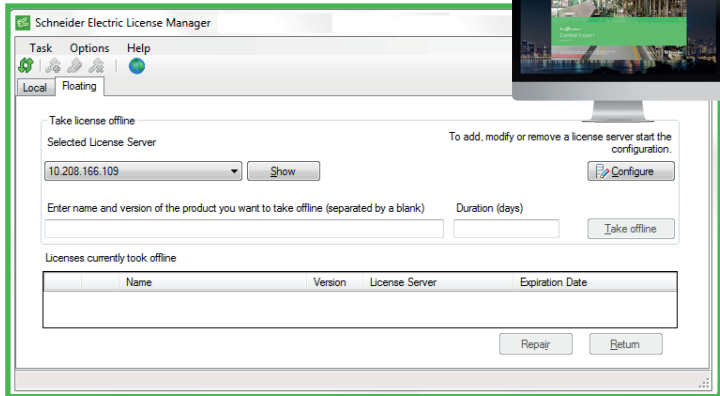 Schneider Electric License Manager
Control Expert
Task Options Help
Local Floating
Take license offline
Selected License Server
To add, modify or remove a license server start the
configuration.
10.208.166.109 Show Configure
Enter name and version of the product you want to take offline (separated by a blank) Duration (days)
Take offline
Licenses currently took offline
Name Version License Server Expiration Date
Repair Return